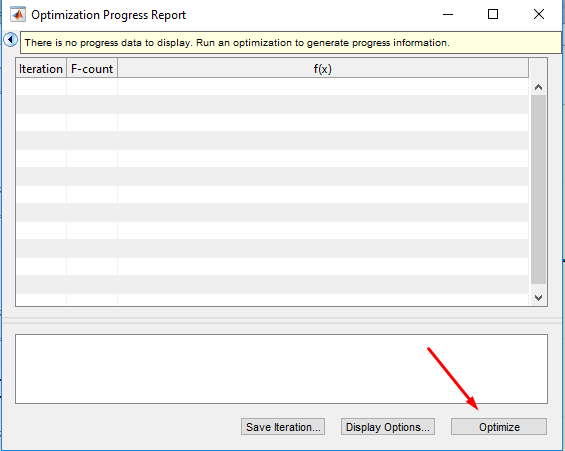 Optimization Progress Report
There is no progress data to display. Run an optimization to generate progress information.
Iteration F-count f(x)
Save Iteration... Display Options... Optimize